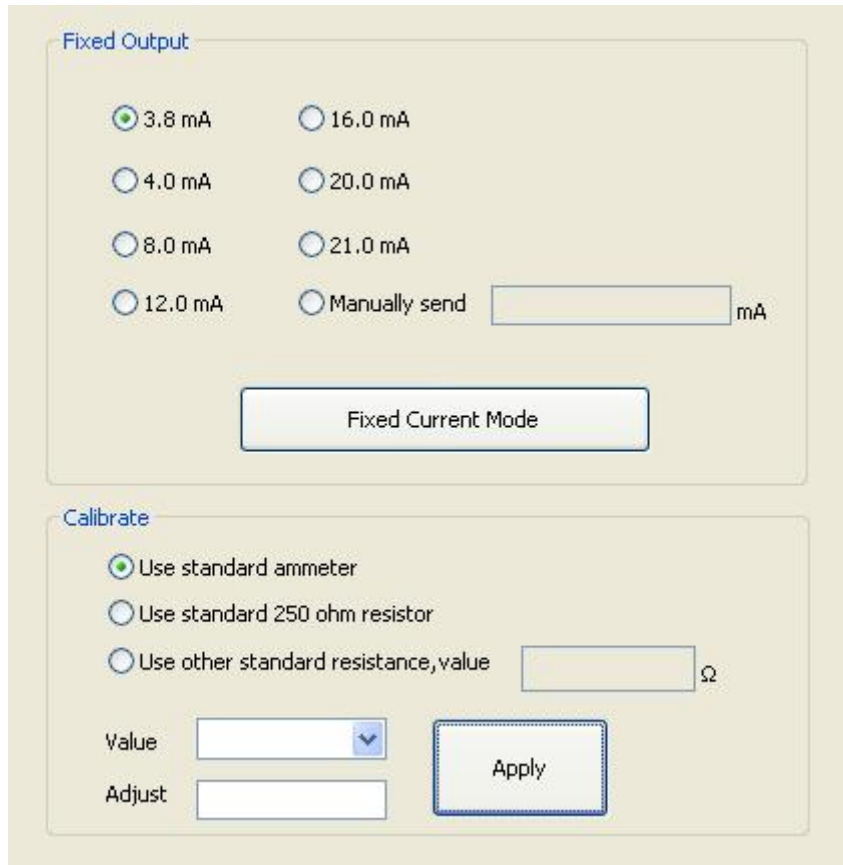 Fixed Output
3.8 mA 16.0 mA
4.0 mA 20.0 mA
8.0 mA 21.0 mA
12.0 mA Manually send mA
Fixed Current Mode
Calibrate
Use standard ammeter
Use standard 250 ohm resistor
Use other standard resistance,value Ω
Value
Apply
Adjust